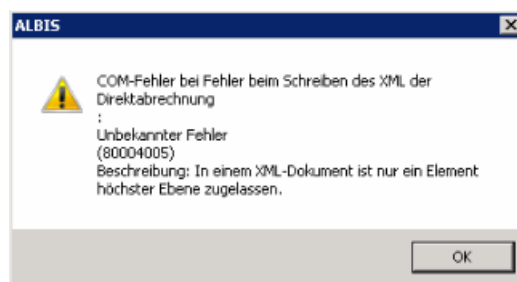 ALBIS
COM-Fehler bei Fehler beim Schreiben des XML der
Direktabrechnung
:
Unbekannter Fehler
(80004005)
Beschreibung: In einem XML-Dokument ist nur ein Element
höchster Ebene zugelassen.
OK